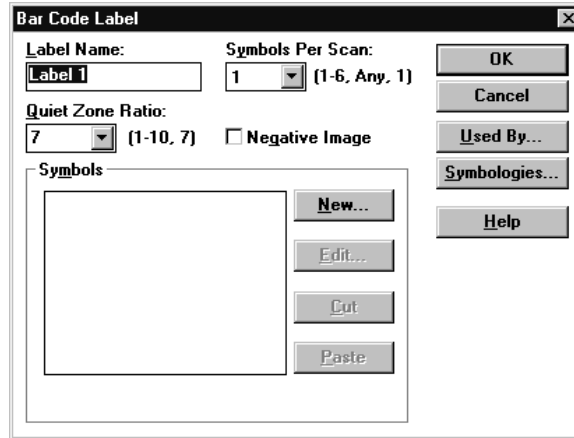 Bar Code Label
Label Name:
Label 1
Symbols Per Scan:
1 (1-6, Any, 1)
Quiet Zone Ratio:
7 (1-10, 7)
Negative Image
Symbols
New...
Edit...
Cut
Paste
OK
Cancel
Used By...
Symbologies...
Help